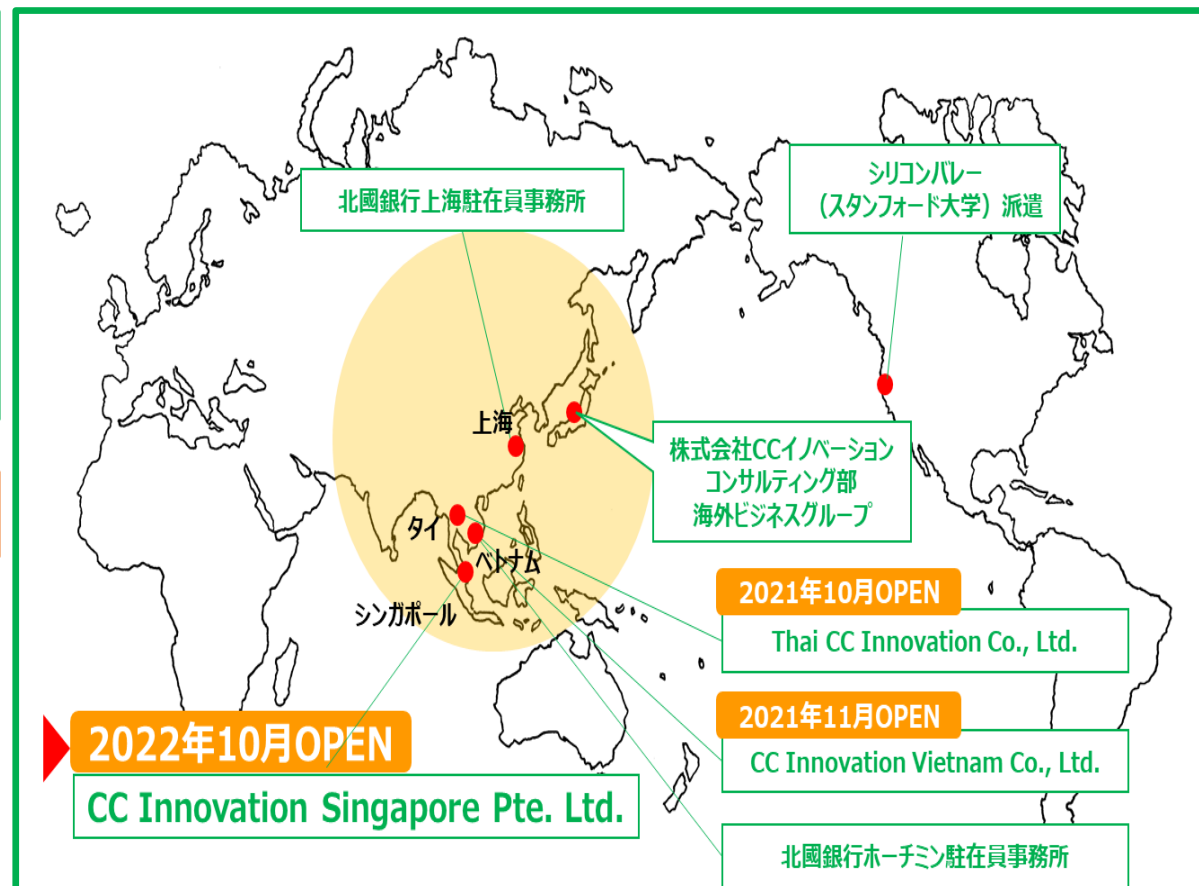 北國銀行上海駐在員事務所
シリコンバレー
（スタンフォード大学）派遣
上海
株式会社CCイノベーション
コンサルティング部
海外ビジネスグループ
タイ
ベトナム
シンガポール
2021年10月OPEN
Thai CC Innovation Co., Ltd.
2021年11月OPEN
CC Innovation Vietnam Co., Ltd.
2022年10月OPEN
CC Innovation Singapore Pte. Ltd.
北國銀行ホーチミン駐在員事務所